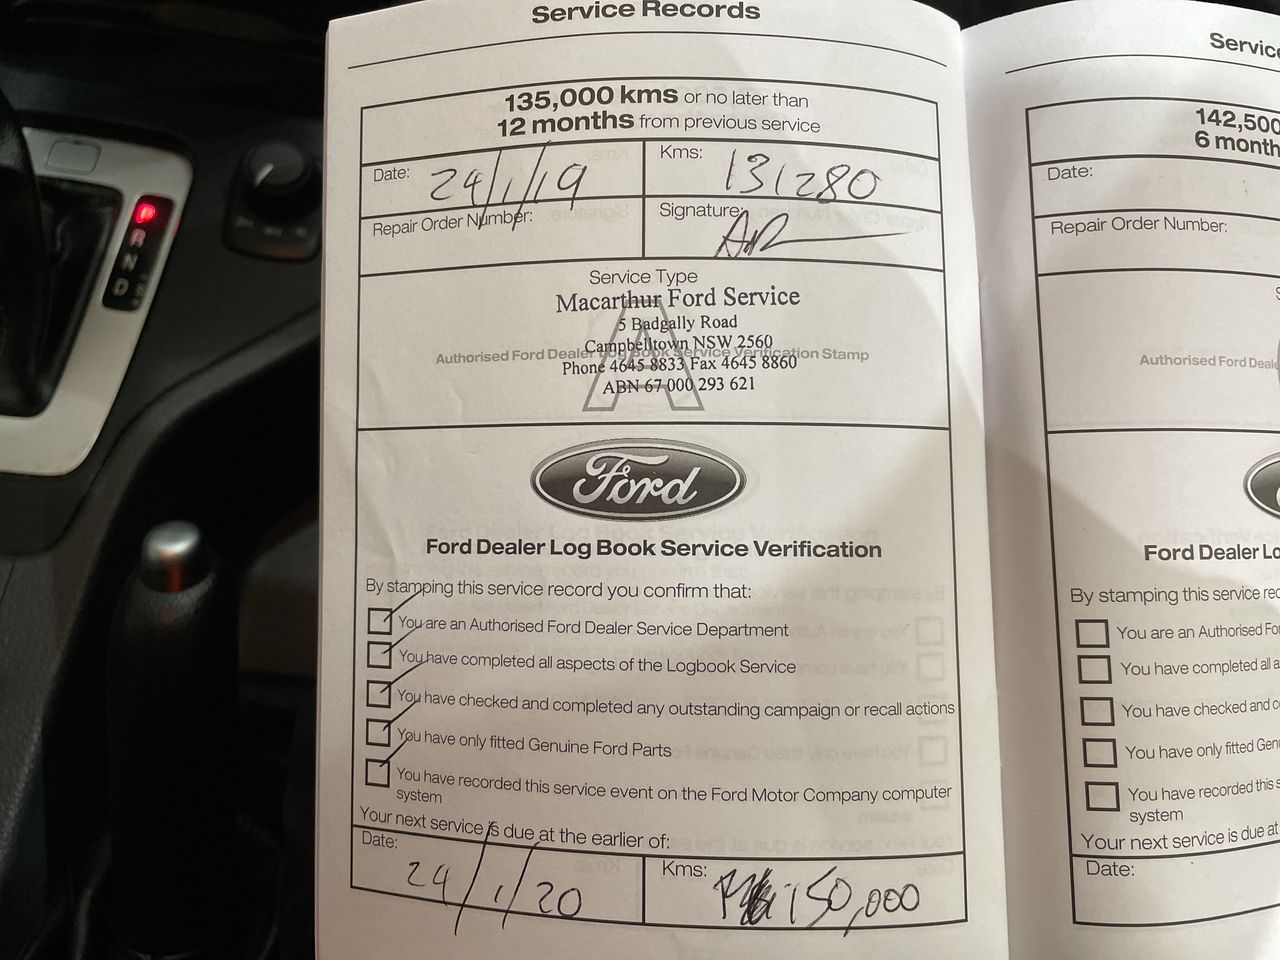 Service Records
135,000 kms or no later than
12 months from previous service
Date: 24/1/19
Kms: 131280
Repair Order Number:
Signature:
Service Type
Macarthur Ford Service
5 Badgally Road
Campbelltown NSW 2560
Authorised Ford Dealer Log Book Service Verification Stamp
Phone 4645 8833 Fax 4645 8860
ABN 67 000 293 621
A
Ford
Ford Dealer Log Book Service Verification
By stamping this service record you confirm that:
You are an Authorised Ford Dealer Service Department
You have completed all aspects of the Logbook Service
You have checked and completed any outstanding campaign or recall actions
You have only fitted Genuine Ford Parts
You have recorded this service event on the Ford Motor Company computer
system
Your next service is due at the earlier of:
Date: 24/1/20
Kms: 150,000
Service
142,500
6 month
Date:
Repair Order Number:
Authorised Ford Deale
Ford Dealer Lo
By stamping this service rec
You are an Authorised Fo
You have completed all a
You have checked and c
You have only fitted Gen
You have recorded this s
system
Your next service is due at
Date:
P
R
N
D
S